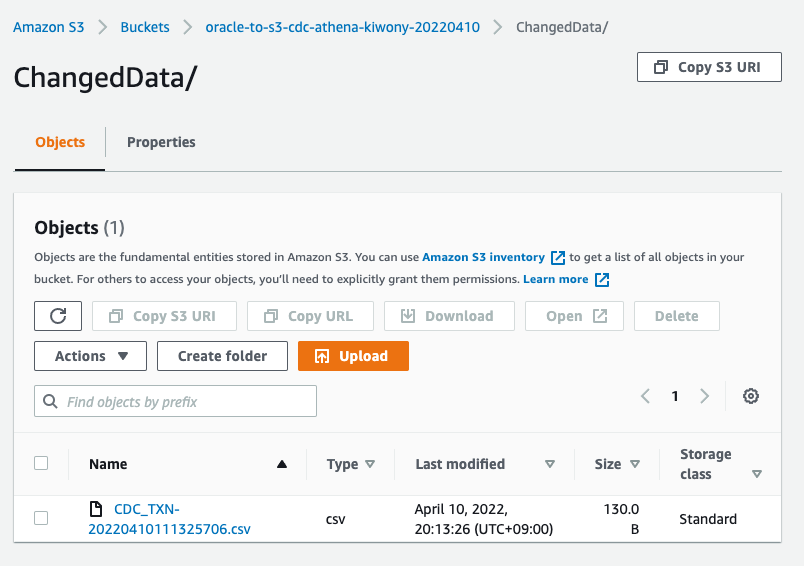 Amazon S3 > Buckets > oracle-to-s3-cdc-athena-kiwony-20220410 > ChangedData/
ChangedData/
Copy S3 URI
Objects
Properties
Objects (1)
Objects are the fundamental entities stored in Amazon S3. You can use Amazon S3 inventory to get a list of all objects in your
bucket. For others to access your objects, you'll need to explicitly grant them permissions. Learn more
Copy S3 URI
Copy URL
Download
Open
Delete
Actions
Create folder
Upload
Find objects by prefix
1
Name
Type
Last modified
Size
Storage
class
CDC_TXN-
20220410111325706.csv
csv
April 10, 2022,
20:13:26 (UTC+09:00)
130.0
B
Standard